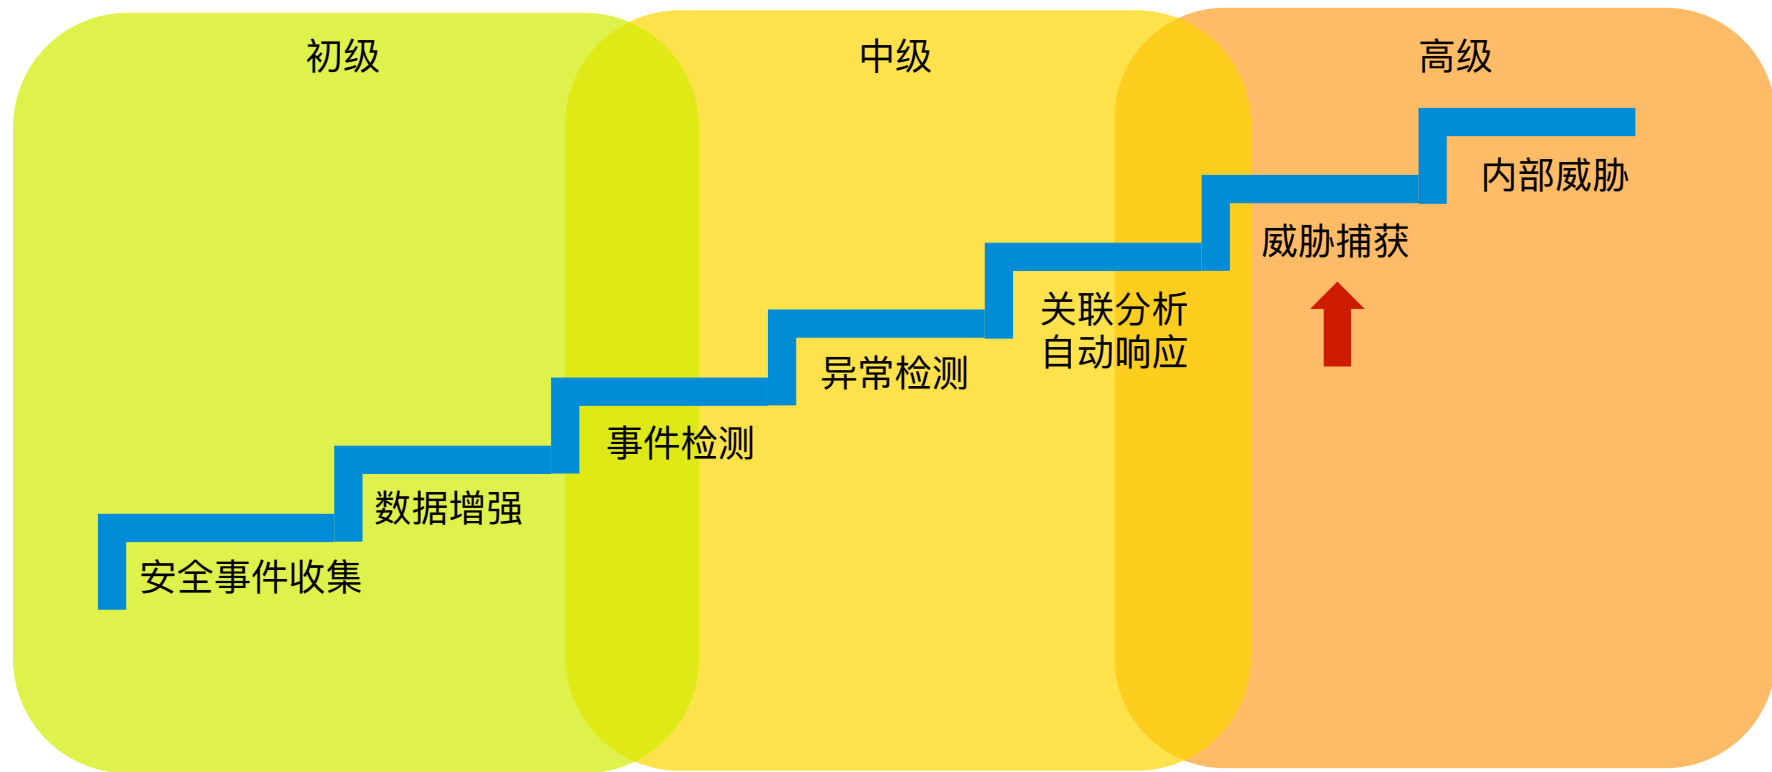 初级
中级
高级
内部威胁
威胁捕获
关联分析
自动响应
异常检测
事件检测
数据增强
安全事件收集